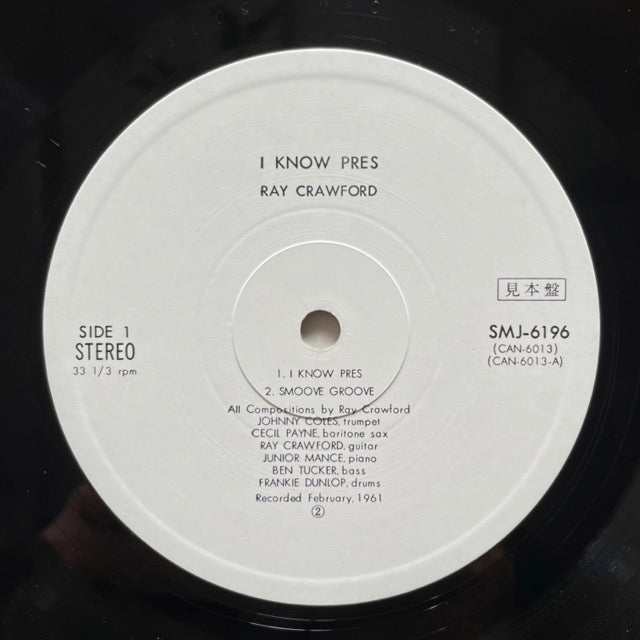 I KNOW PRES
RAY CRAWFORD
見本盤
SIDE 1
STEREO
33 1/3 rpm
SMJ-6196
(CAN-6013)
(CAN-6013-A)
1. I KNOW PRES
2. SMOOVE GROOVE
All Compositions by Ray Crawford
JOHNNY COLES, trumpet
CECIL PAYNE, baritone sax
RAY CRAWFORD, guitar
JUNIOR MANCE, piano
BEN TUCKER, bass
FRANKIE DUNLOP, drums
Recorded February, 1961
②